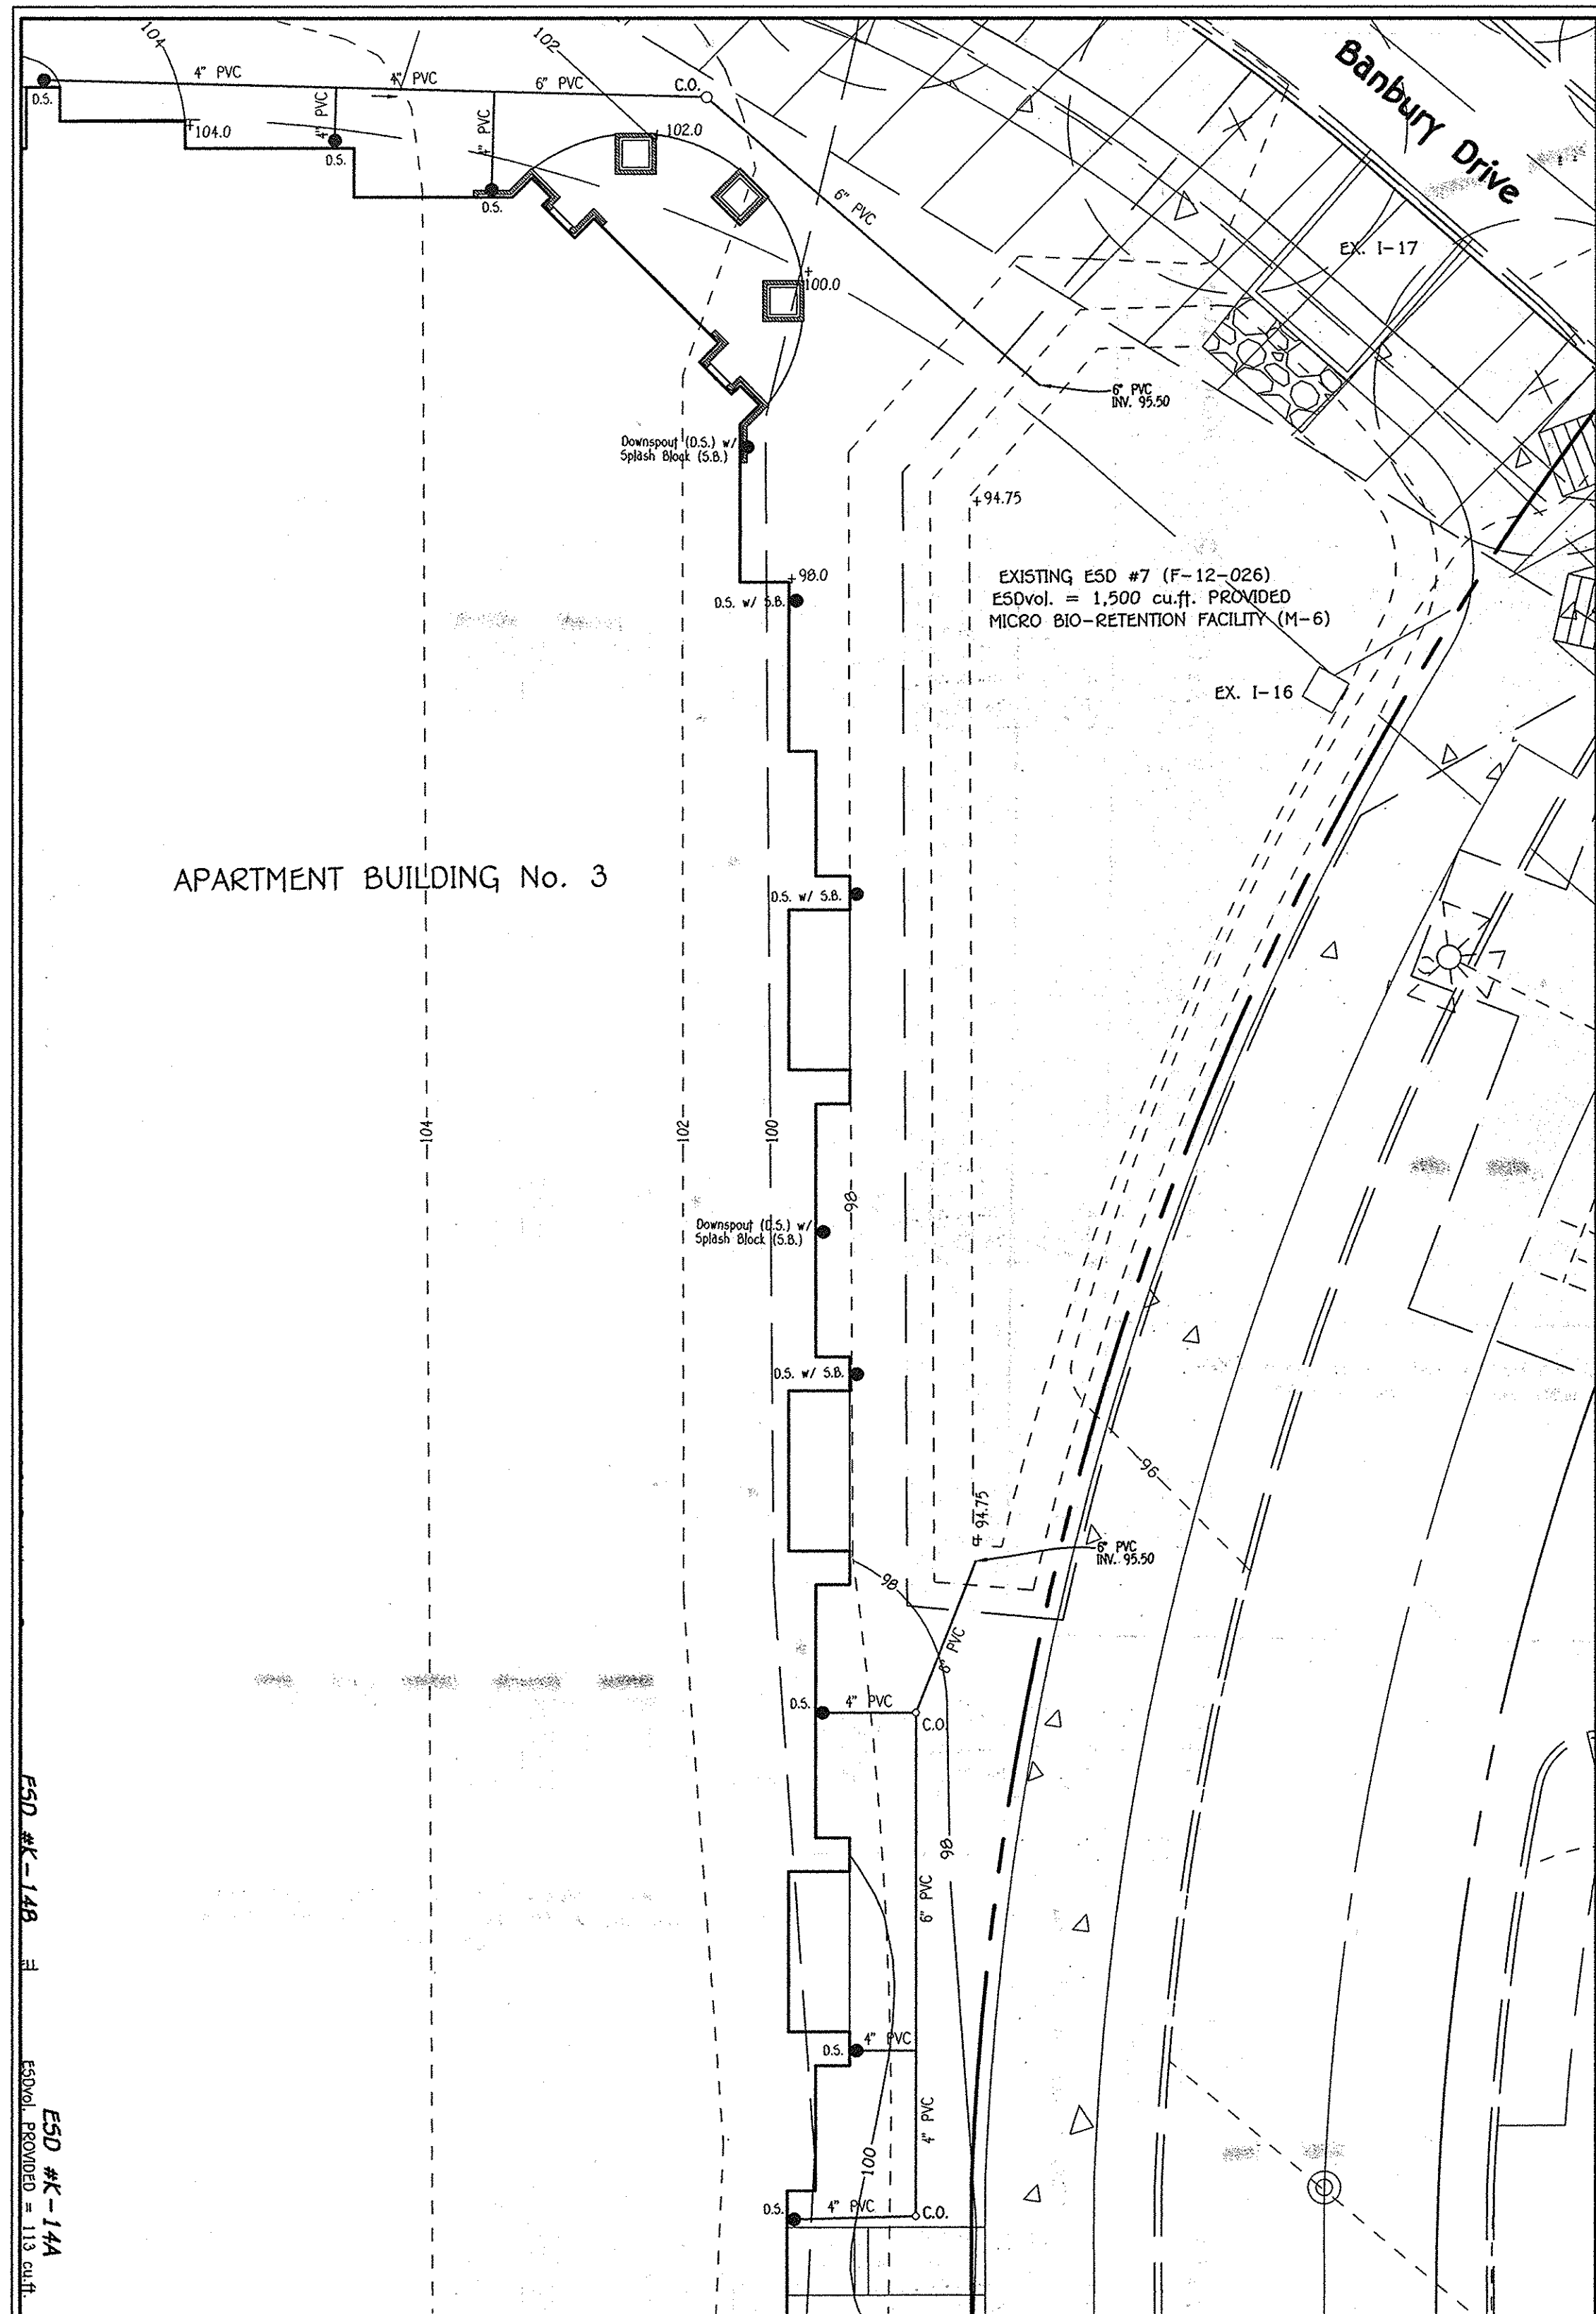 104
102
Banbury Drive
4" PVC
4" PVC
6" PVC
C.O.
D.S.
4" PVC
4" PVC
104.0
102.0
D.S.
D.S.
6" PVC
EX. I-17
100.0
6" PVC
INV. 95.50
Downspout (D.S.) w/
Splash Block (S.B.)
94.75
98.0
D.S. w/ S.B.
EXISTING ESD #7 (F-12-026)
ESDvol. = 1,500 cu.ft. PROVIDED
MICRO BIO-RETENTION FACILITY (M-6)
EX. I-16
APARTMENT BUILDING No. 3
D.S. w/ S.B.
104
102
100
98
Downspout (D.S.) w/
Splash Block (S.B.)
D.S. w/ S.B.
96
94.75
6" PVC
INV. 95.50
98
6" PVC
D.S.
4" PVC
C.O.
98
6" PVC
ESD #K-14B
D.S.
4" PVC
4" PVC
100
D.S.
4" PVC
C.O.
ESD #K-14A
ESDvol. PROVIDED = 113 cu.ft.